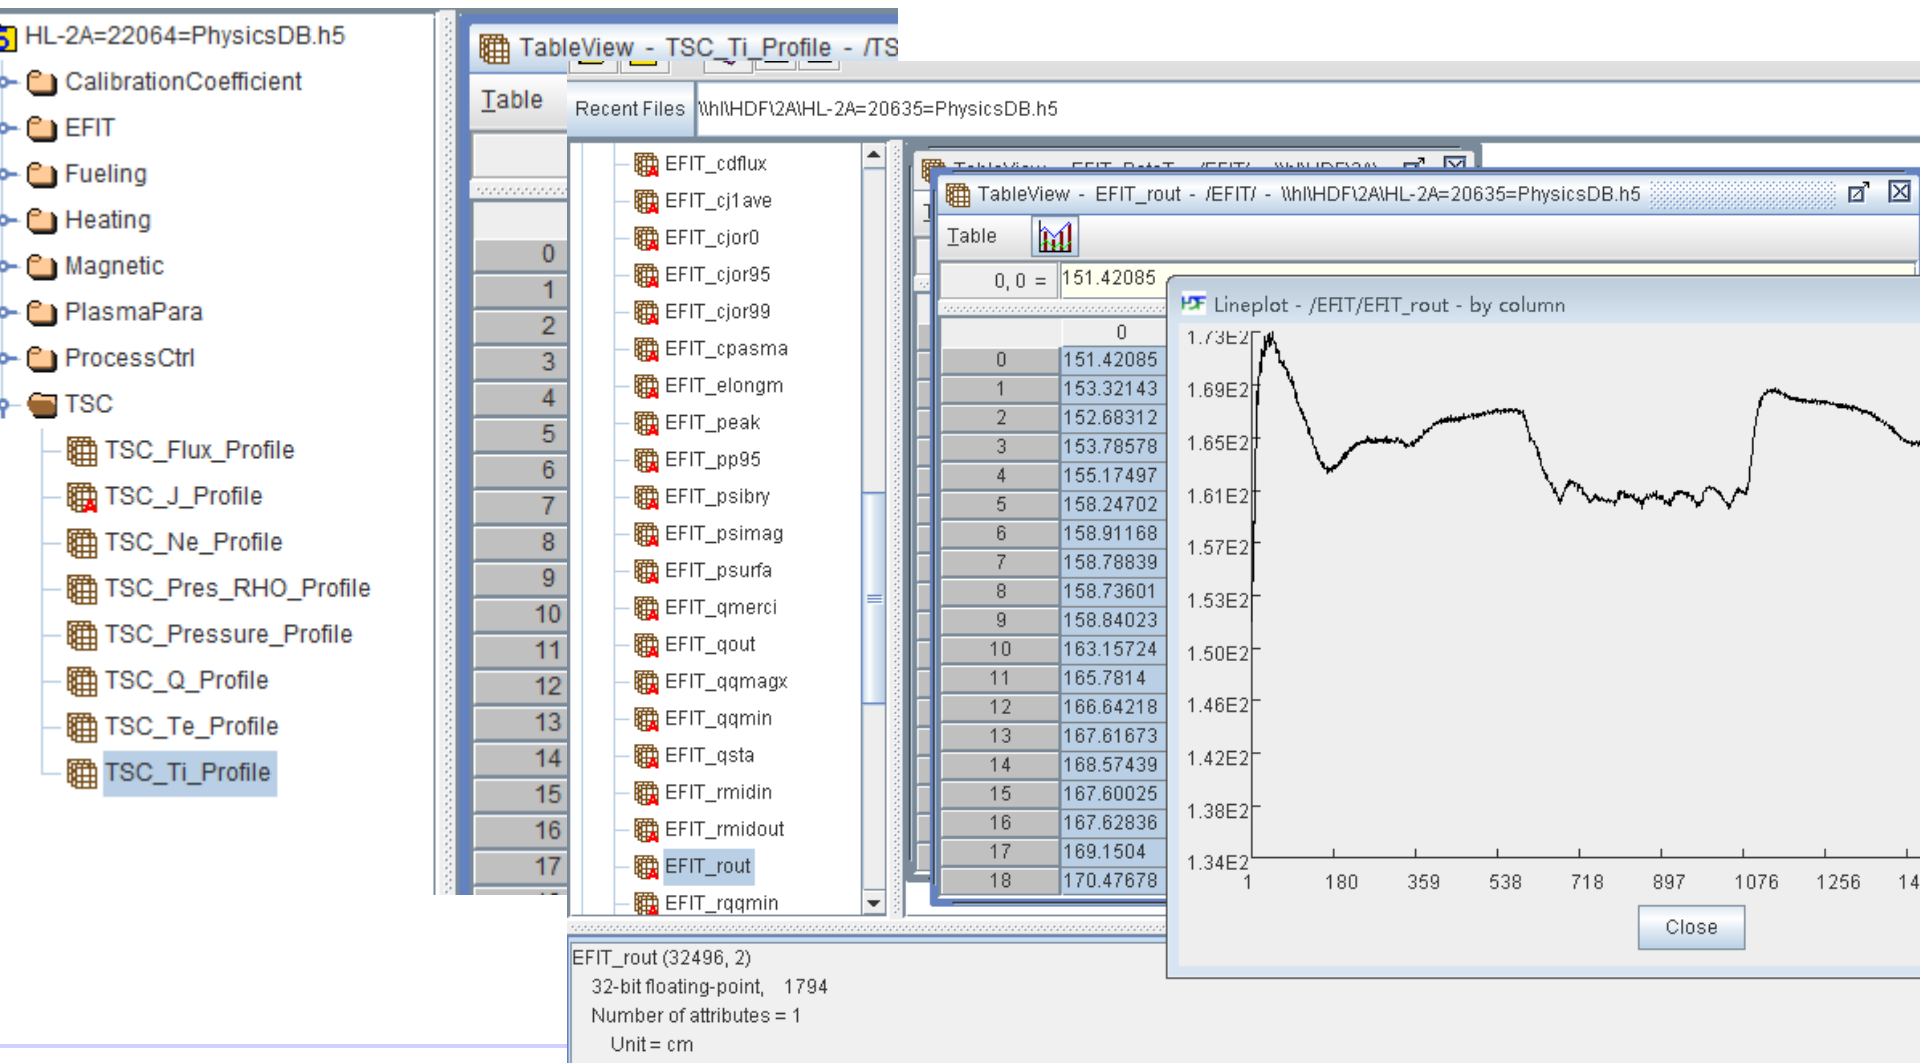 HL-2A=22064=PhysicsDB.h5
CalibrationCoefficient
EFIT
Fueling
Heating
Magnetic
PlasmaPara
ProcessCtrl
TSC
TSC_Flux_Profile
TSC_J_Profile
TSC_Ne_Profile
TSC_Pres_RHO_Profile
TSC_Pressure_Profile
TSC_Q_Profile
TSC_Te_Profile
TSC_Ti_Profile
TableView - TSC_Ti_Profile - /TS
Table
0
1
2
3
4
5
6
7
8
9
10
11
12
13
14
15
16
17
Recent Files \\hl\HDF\2A\HL-2A=20635=PhysicsDB.h5
EFIT_cdflux
EFIT_cj1ave
EFIT_cjor0
EFIT_cjor95
EFIT_cjor99
EFIT_cpasma
EFIT_elongm
EFIT_peak
EFIT_pp95
EFIT_psibry
EFIT_psimag
EFIT_psurfa
EFIT_qmerci
EFIT_qout
EFIT_qqmagx
EFIT_qqmin
EFIT_qsta
EFIT_rmidin
EFIT_rmidout
EFIT_rout
EFIT_rqqmin
TableView - EFIT_rout - /EFIT/ - \\hl\HDF\2A\HL-2A=20635=PhysicsDB.h5
Table
0, 0 = 151.42085
0
0 151.42085
1 153.32143
2 152.68312
3 153.78578
4 155.17497
5 158.24702
6 158.91168
7 158.78839
8 158.73601
9 158.84023
10 163.15724
11 165.7814
12 166.64218
13 167.61673
14 168.57439
15 167.60025
16 167.62836
17 169.1504
18 170.47678
HDF Lineplot - /EFIT/EFIT_rout - by column
1.73E2
1.69E2
1.65E2
1.61E2
1.57E2
1.53E2
1.50E2
1.46E2
1.42E2
1.38E2
1.34E2
1 180 359 538 718 897 1076 1256 14
Close
EFIT_rout (32496, 2)
32-bit floating-point, 1794
Number of attributes = 1
Unit = cm